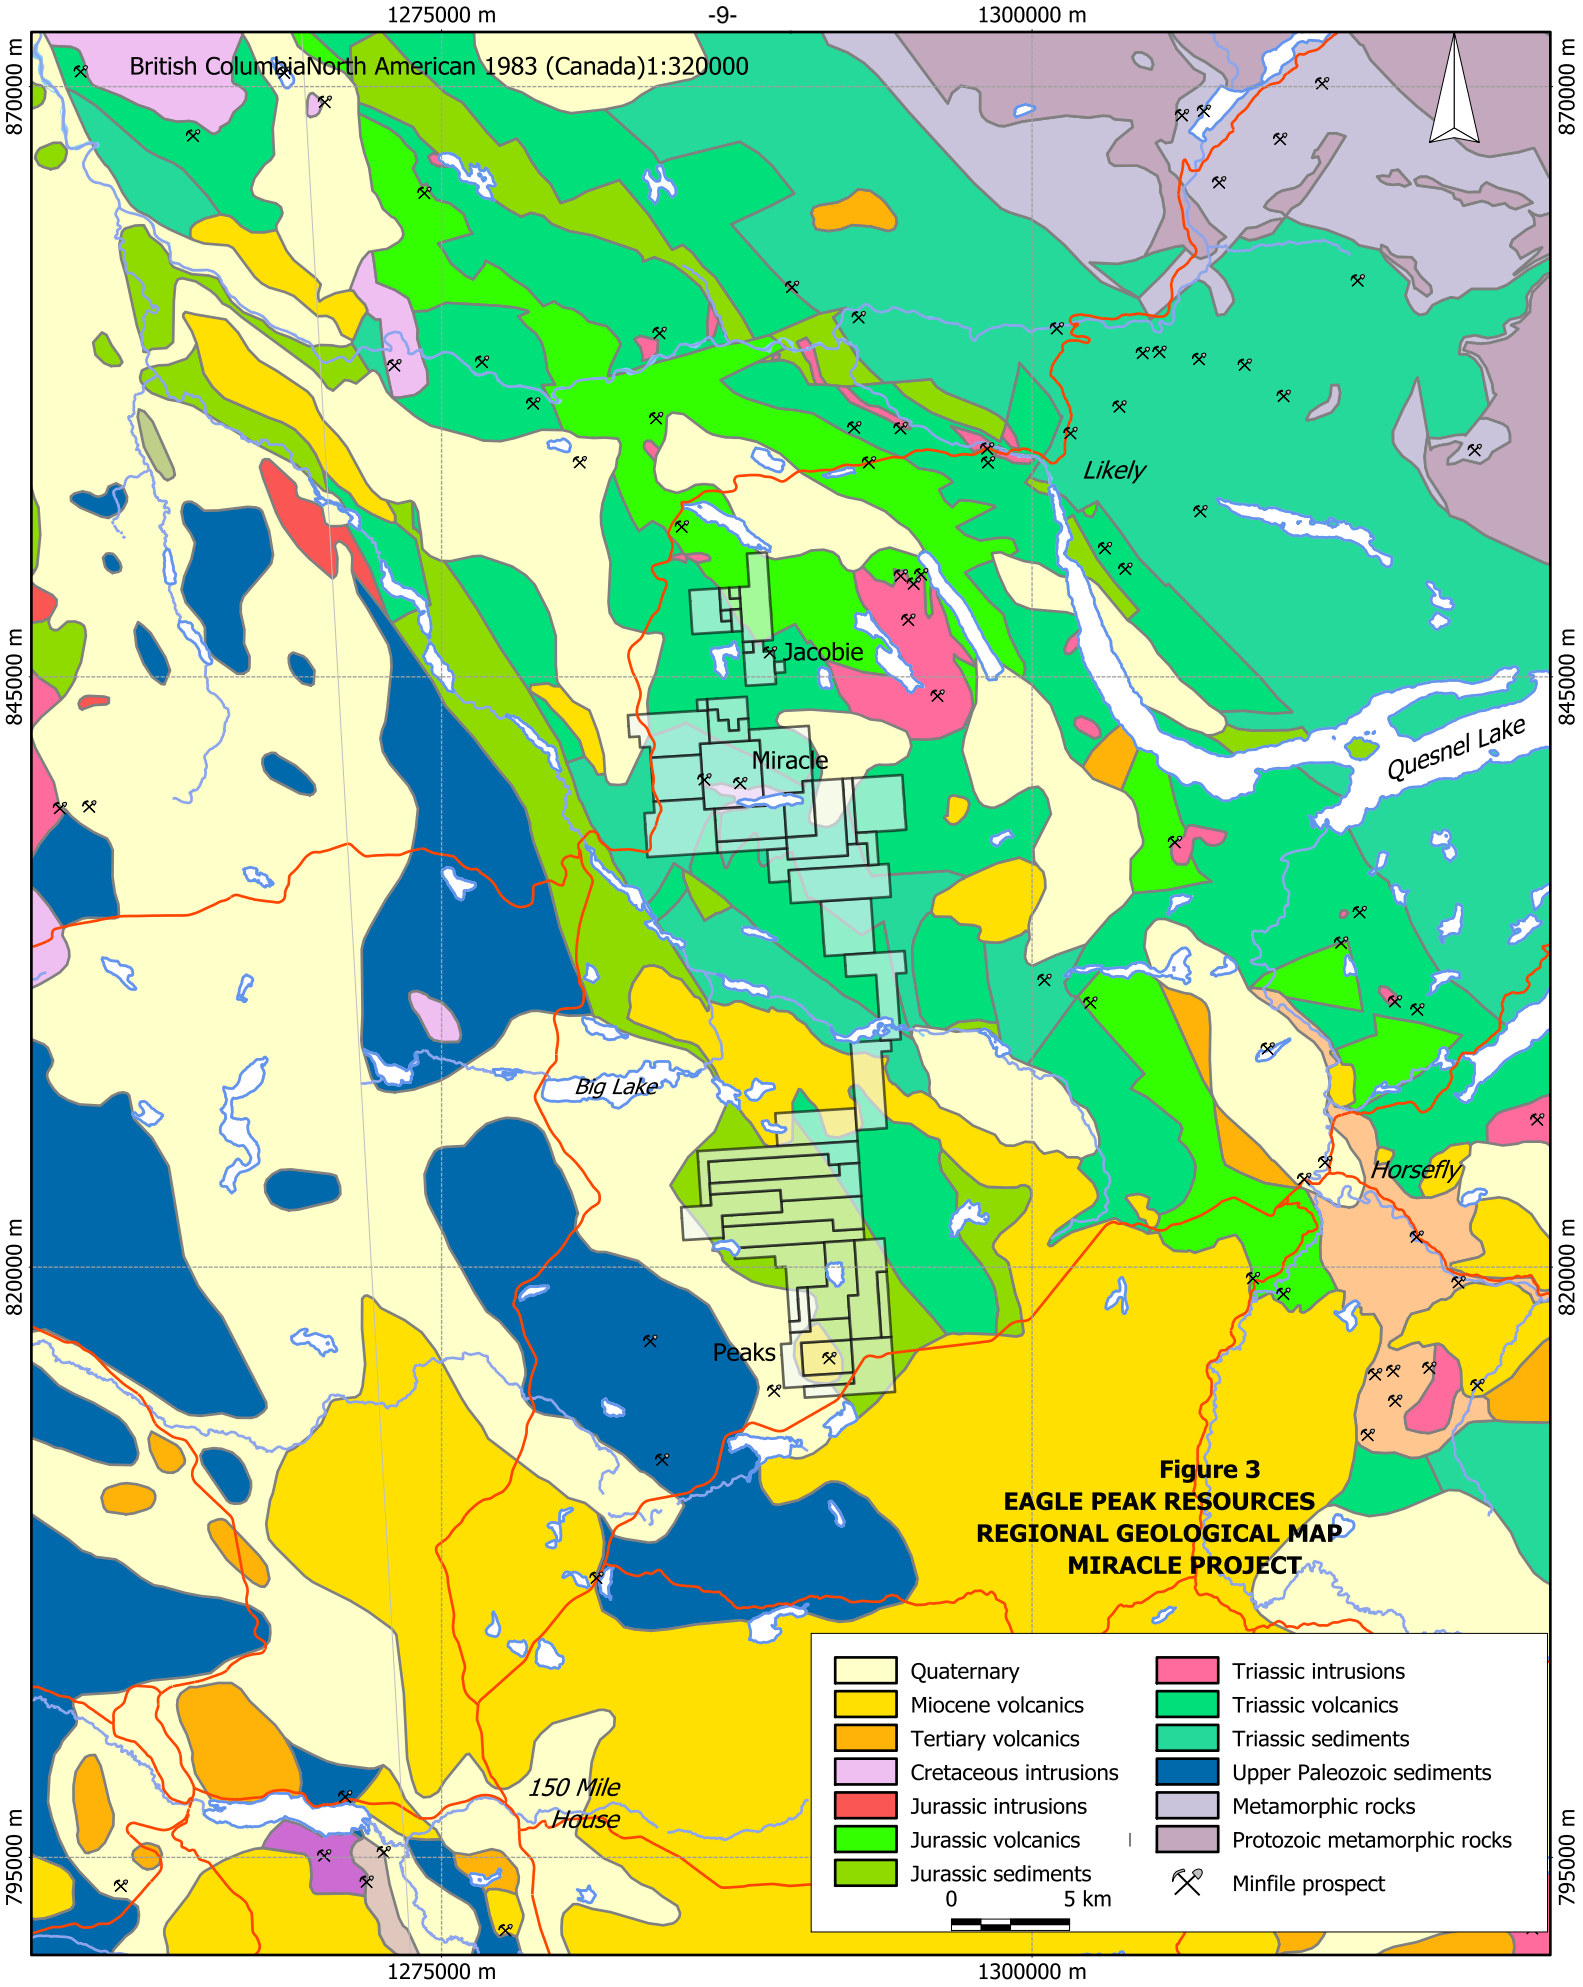 1275000 m
-9-
1300000 m
British ColumbiaNorth American 1983 (Canada)1:320000
870000 m
870000 m
Likely
Jacobie
845000 m
845000 m
Quesnel Lake
Miracle
Big Lake
Horsefly
820000 m
820000 m
Peaks
Figure 3
EAGLE PEAK RESOURCES
REGIONAL GEOLOGICAL MAP
MIRACLE PROJECT
150 Mile
House
795000 m
795000 m
Quaternary
Miocene volcanics
Tertiary volcanics
Cretaceous intrusions
Jurassic intrusions
Jurassic volcanics
Jurassic sediments
Triassic intrusions
Triassic volcanics
Triassic sediments
Upper Paleozoic sediments
Metamorphic rocks
Protozoic metamorphic rocks
Minfile prospect
0
5 km
1275000 m
1300000 m